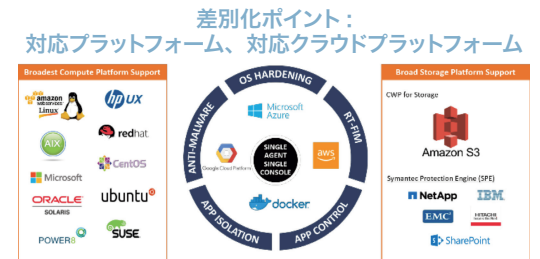 差別化ポイント：
対応プラットフォーム、対応クラウドプラットフォーム
Broadest Compute Platform Support
amazon
webservices
Linux
hp UX
AIX
redhat
CentOS
Microsoft
ORACLE
SOLARIS
ubuntu
POWER8
SUSE
OS HARDENING
RT-FIM
APP CONTROL
APP ISOLATION
ANTI-MALWARE
Microsoft
Azure
Google Cloud Platform
SINGLE
AGENT
SINGLE
CONSOLE
aws
docker
Broad Storage Platform Support
CWP for Storage
Amazon S3
Symantec Protection Engine (SPE)
NetApp
IBM
EMC²
HITACHI
SharePoint